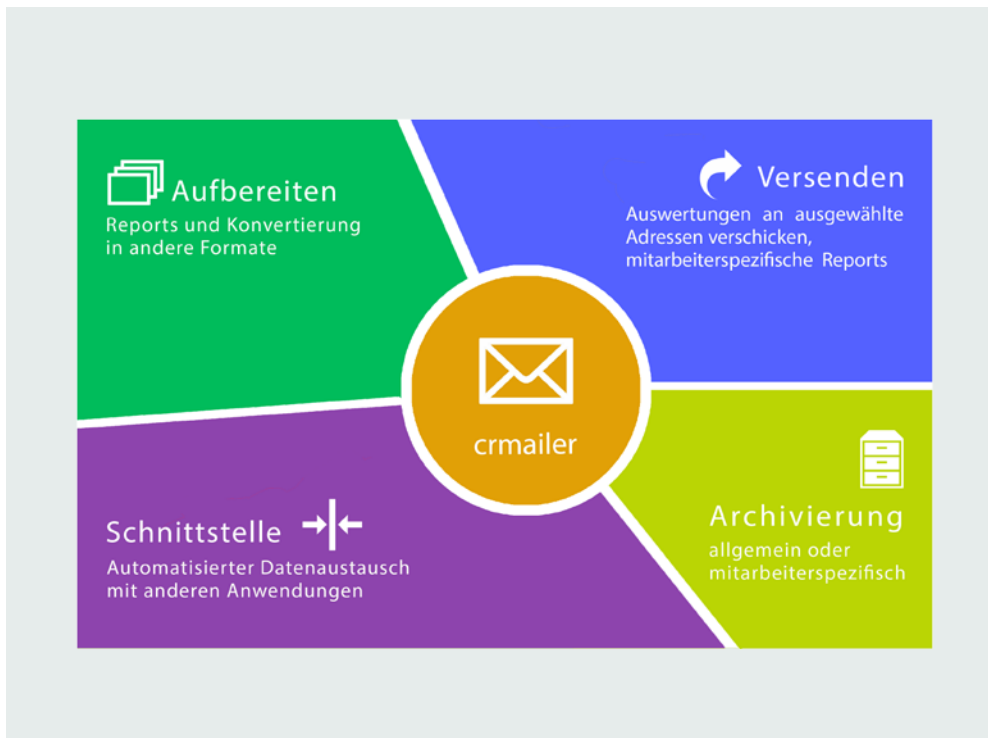 Aufbereiten
Reports und Konvertierung
in andere Formate
Versenden
Auswertungen an ausgewählte
Adressen verschicken,
mitarbeiterspezifische Reports
crmailer
Schnittstelle
Automatisierter Datenaustausch
mit anderen Anwendungen
Archivierung
allgemein oder
mitarbeiterspezifisch